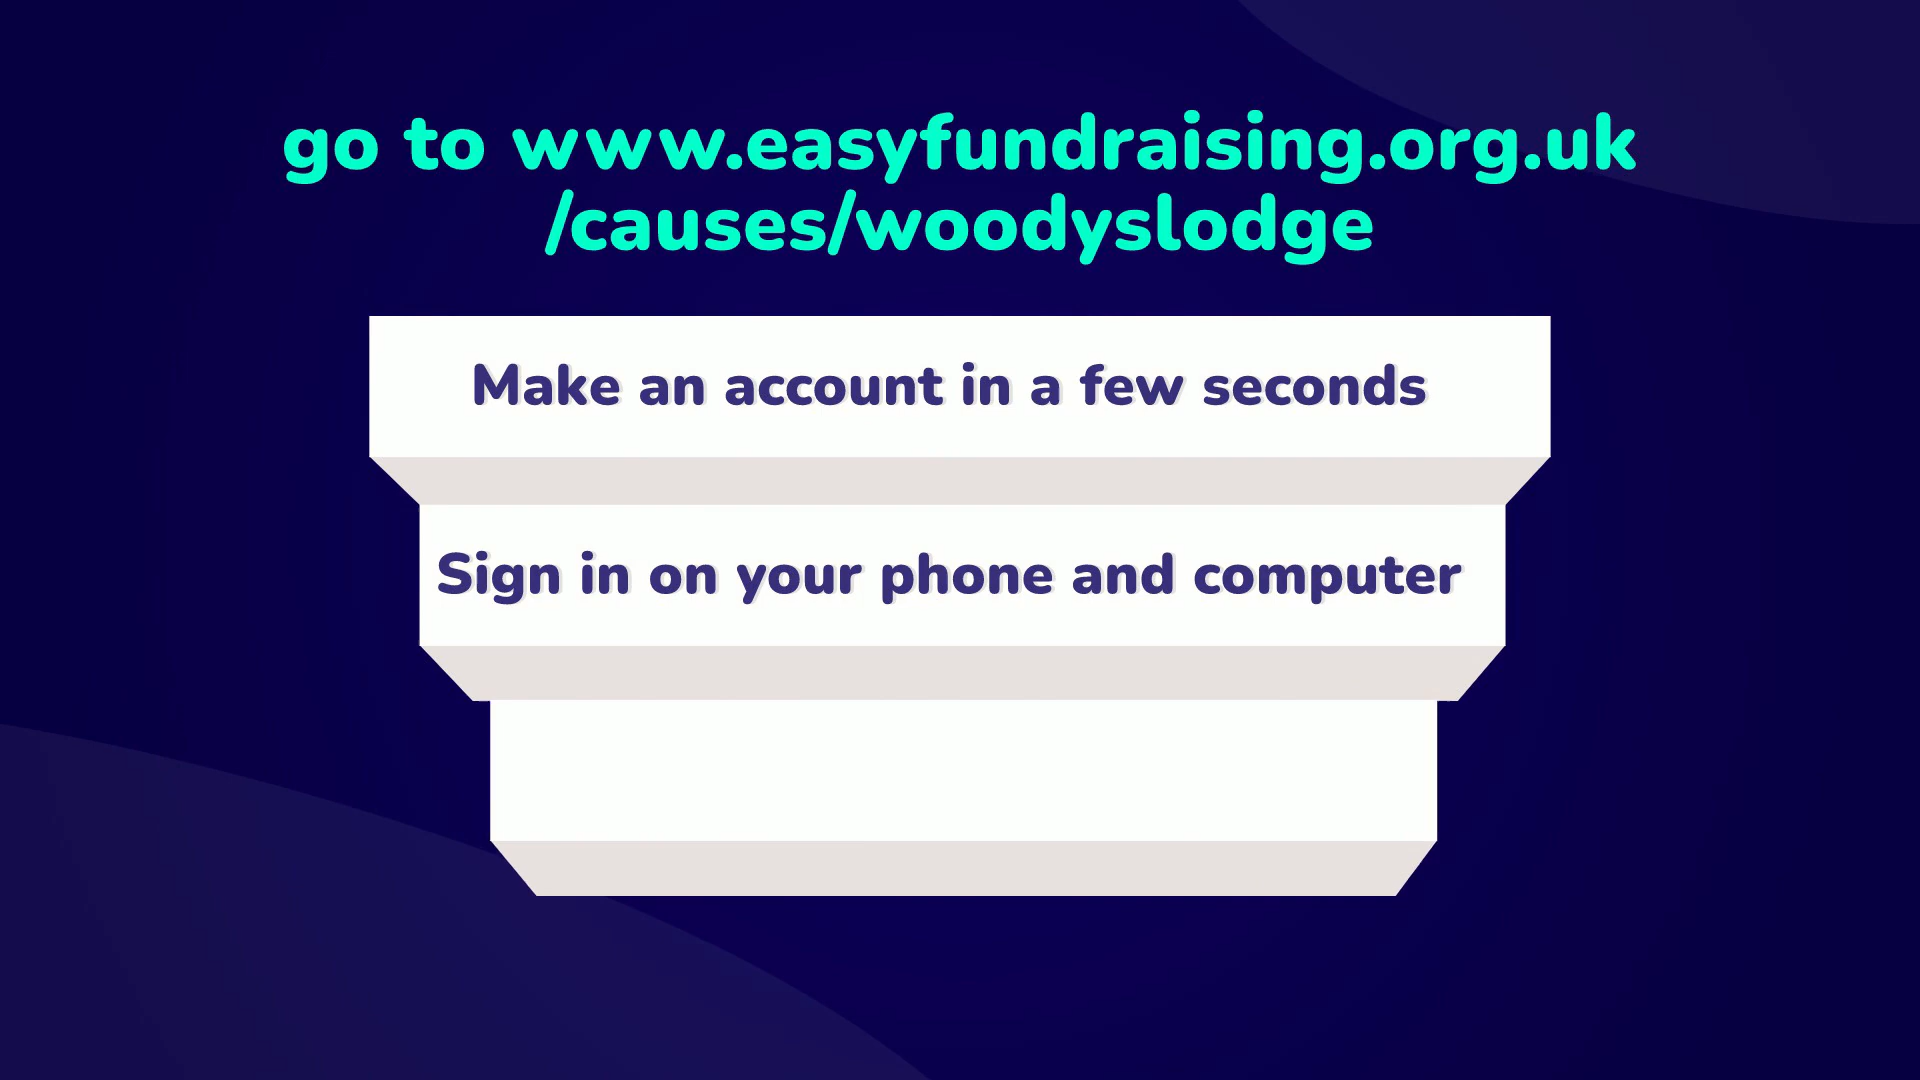 go to www.easyfundraising.org.uk
/causes/woodyslodge
Make an account in a few seconds
Sign in on your phone and computer